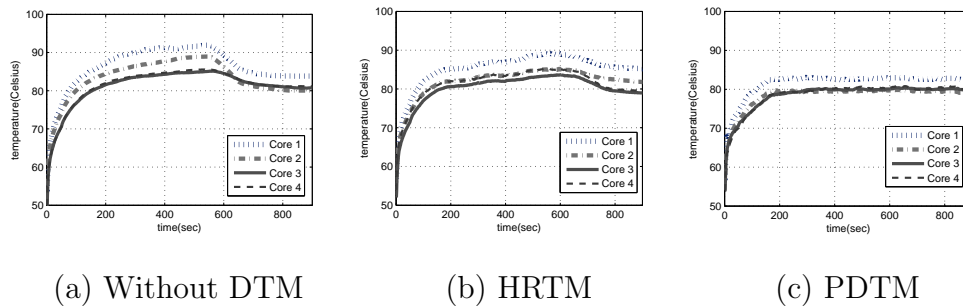 100
90
80
70
60
50
temperature(Celsius)
0 200 400 600 800
time(sec)
Core 1
Core 2
Core 3
Core 4
(a) Without DTM
100
90
80
70
60
50
temperature(Celsius)
0 200 400 600 800
time(sec)
Core 1
Core 2
Core 3
Core 4
(b) HRTM
100
90
80
70
60
50
temperature(Celsius)
0 200 400 600 800
time(sec)
Core 1
Core 2
Core 3
Core 4
(c) PDTM